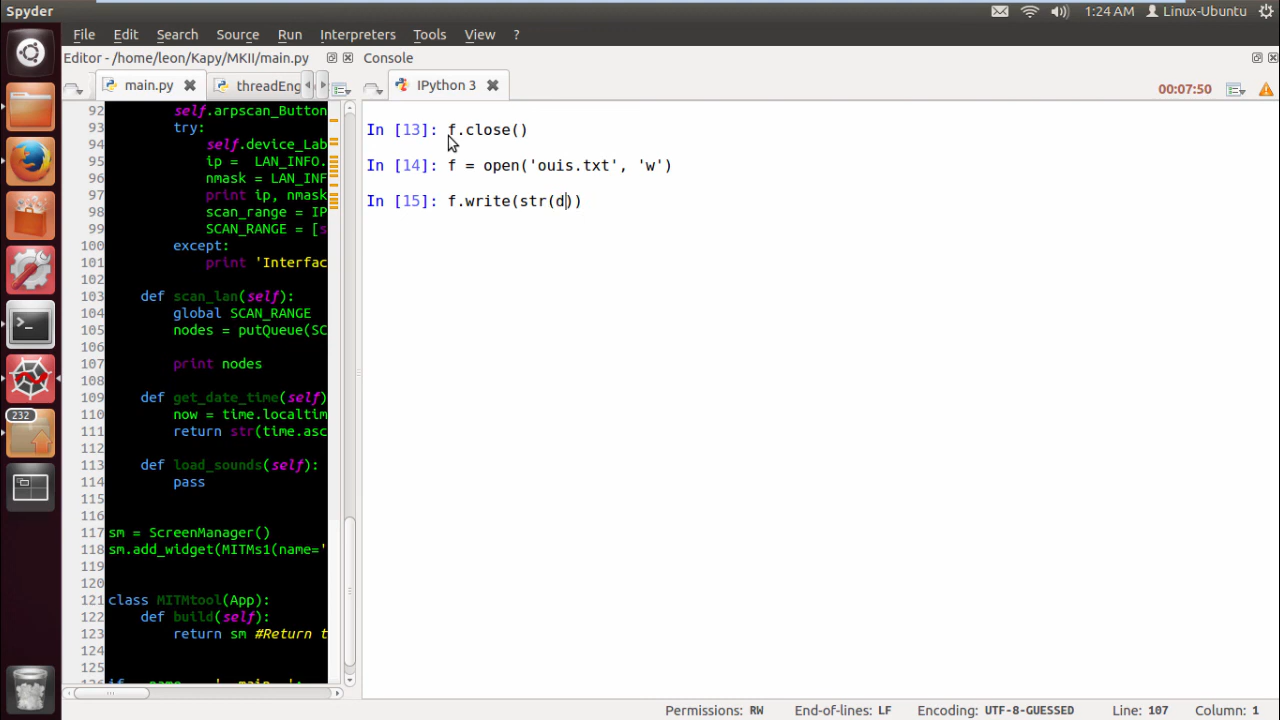 Spyder
1:24 AM
Linux-Ubuntu
File Edit Search Source Run Interpreters Tools View ?
Editor - /home/leon/Kapy/MKII/main.py
Console
main.py
threadEng
IPython 3
00:07:50
92 self.arpscan_Button
93 try:
94 self.device_Lab
95 ip = LAN_INFO.
96 nmask = LAN_INF
97 print ip, nmask
98 scan_range = IP
99 SCAN_RANGE = [s
100 except:
101 print 'Interfac
102
103 def scan_lan(self):
104 global SCAN_RANGE
105 nodes = putQueue(SC
106
107 print nodes
108
109 def get_date_time(self)
110 now = time.localtim
111 return str(time.asc
112
113 def load_sounds(self):
114 pass
115
116
117 sm = ScreenManager()
118 sm.add_widget(MITMs1(name='
119
120
121 class MITMtool(App):
122 def build(self):
123 return sm #Return t
124
125
126 if __name__ == '__main__':
In [13]: f.close()
In [14]: f = open('ouis.txt', 'w')
In [15]: f.write(str(d))
232
Permissions: RW
End-of-lines: LF
Encoding: UTF-8-GUESSED
Line: 107
Column: 1